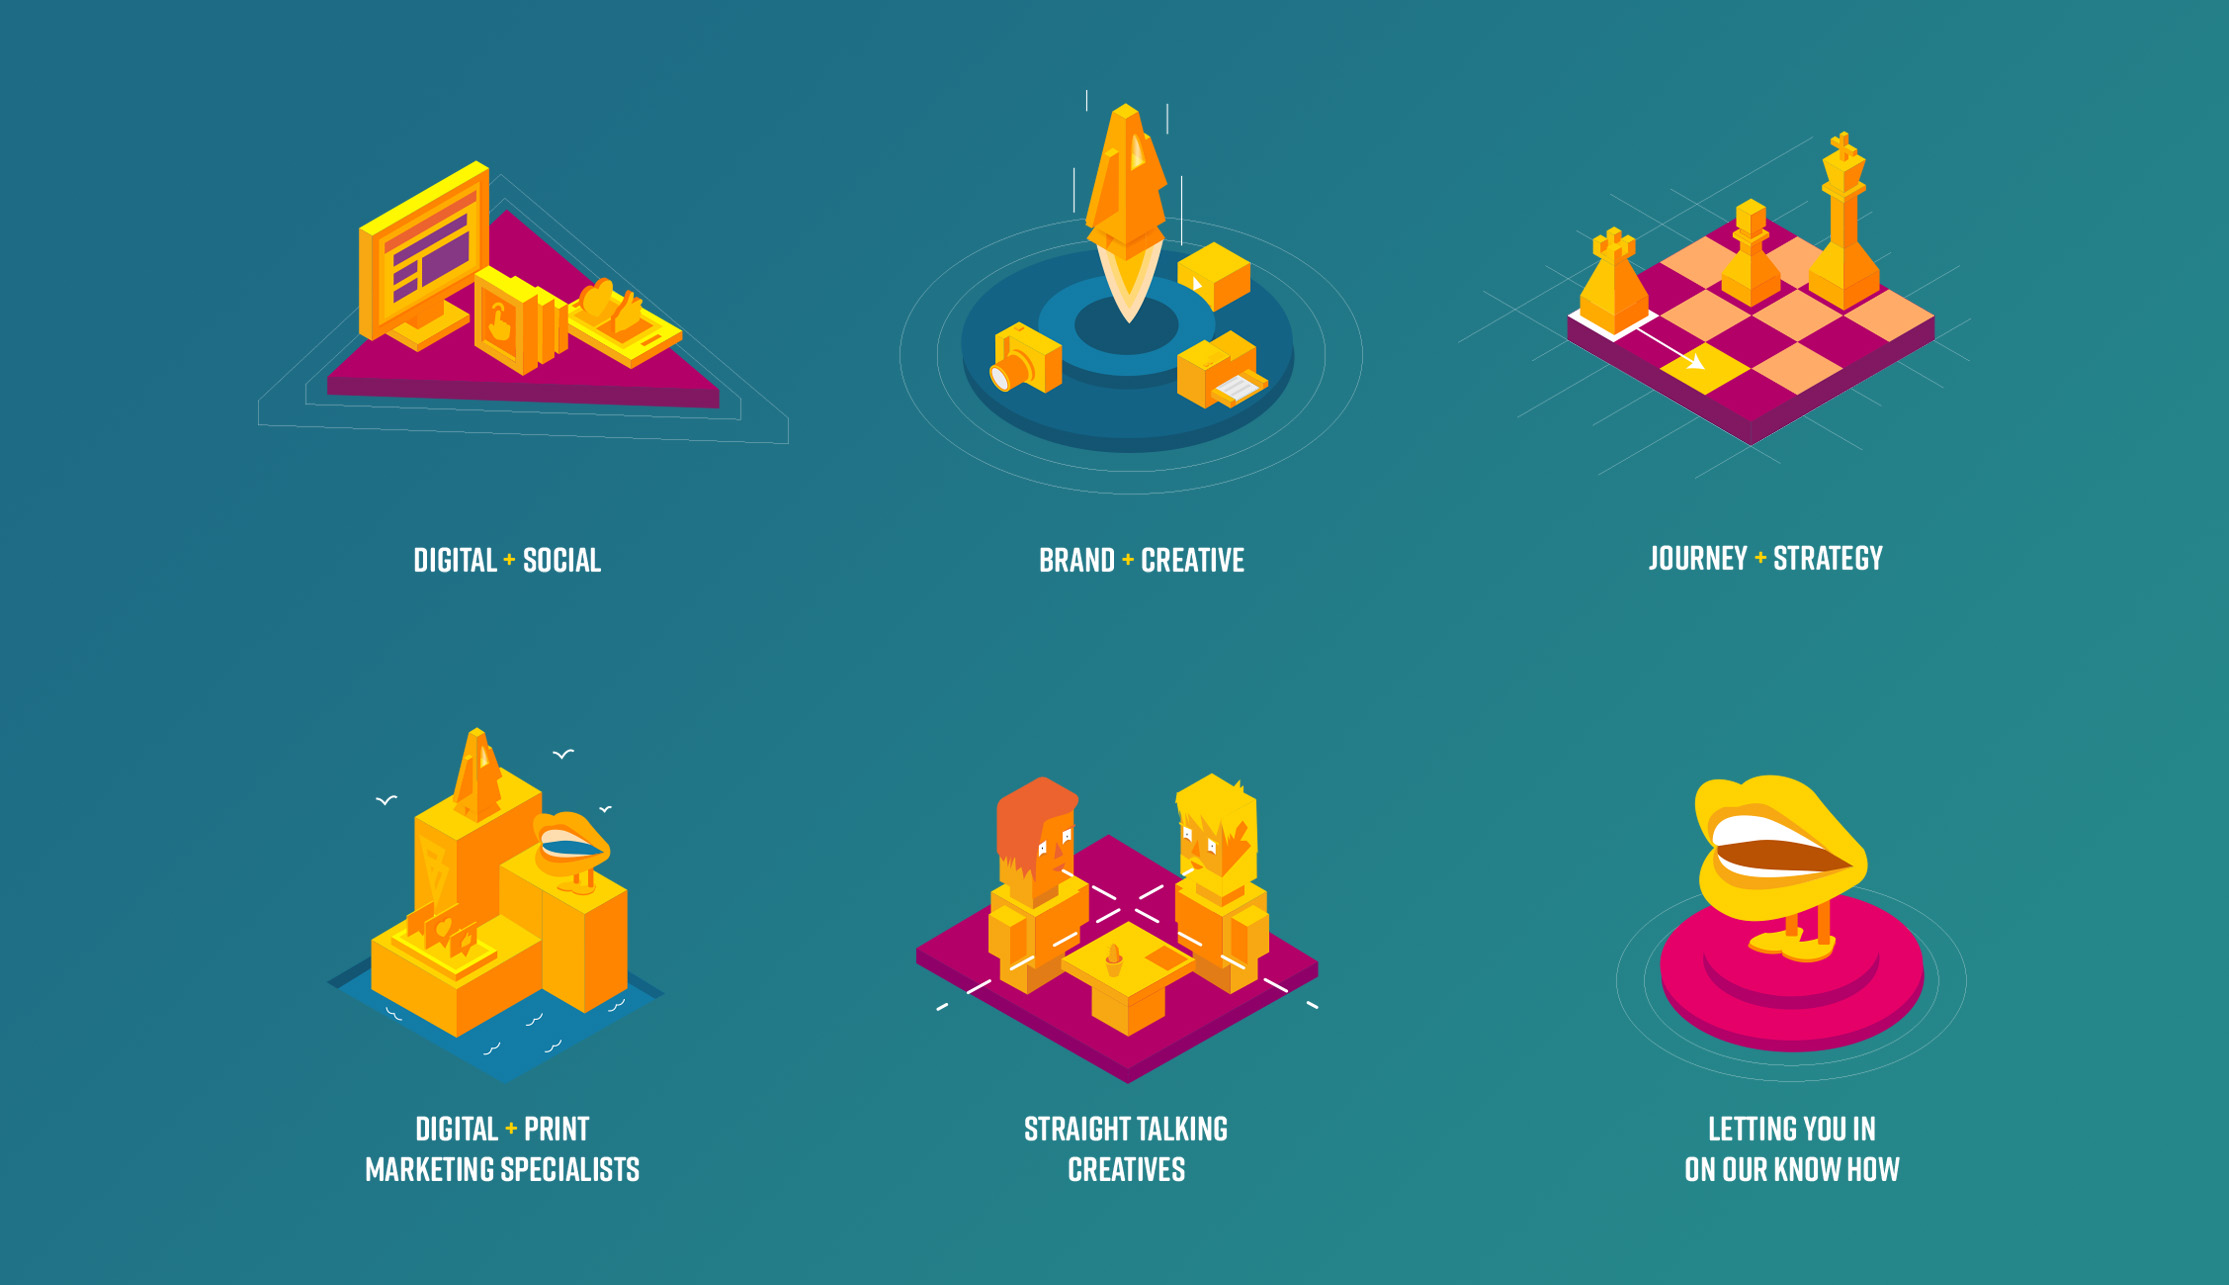 DIGITAL + SOCIAL
BRAND + CREATIVE
JOURNEY + STRATEGY
DIGITAL + PRINT
MARKETING SPECIALISTS
STRAIGHT TALKING
CREATIVES
LETTING YOU IN
ON OUR KNOW HOW